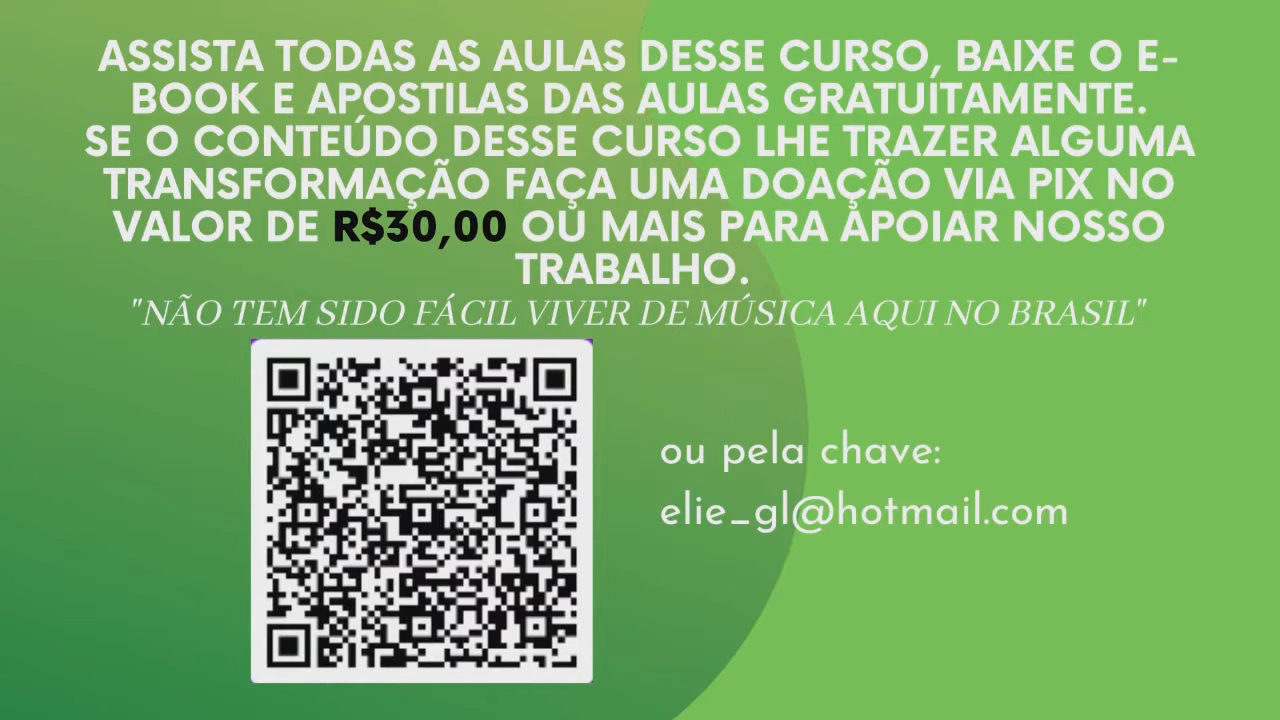 ASSISTA TODAS AS AULAS DESSE CURSO, BAIXE O E-
BOOK E APOSTILAS DAS AULAS GRATUITAMENTE.
SE O CONTEÚDO DESSE CURSO LHE TRAZER ALGUMA
TRANSFORMAÇÃO FAÇA UMA DOAÇÃO VIA PIX NO
VALOR DE R$30,00 OU MAIS PARA APOIAR NOSSO
TRABALHO.
"NÃO TEM SIDO FÁCIL VIVER DE MÚSICA AQUI NO BRASIL"
ou pela chave:
elie_gl@hotmail.com